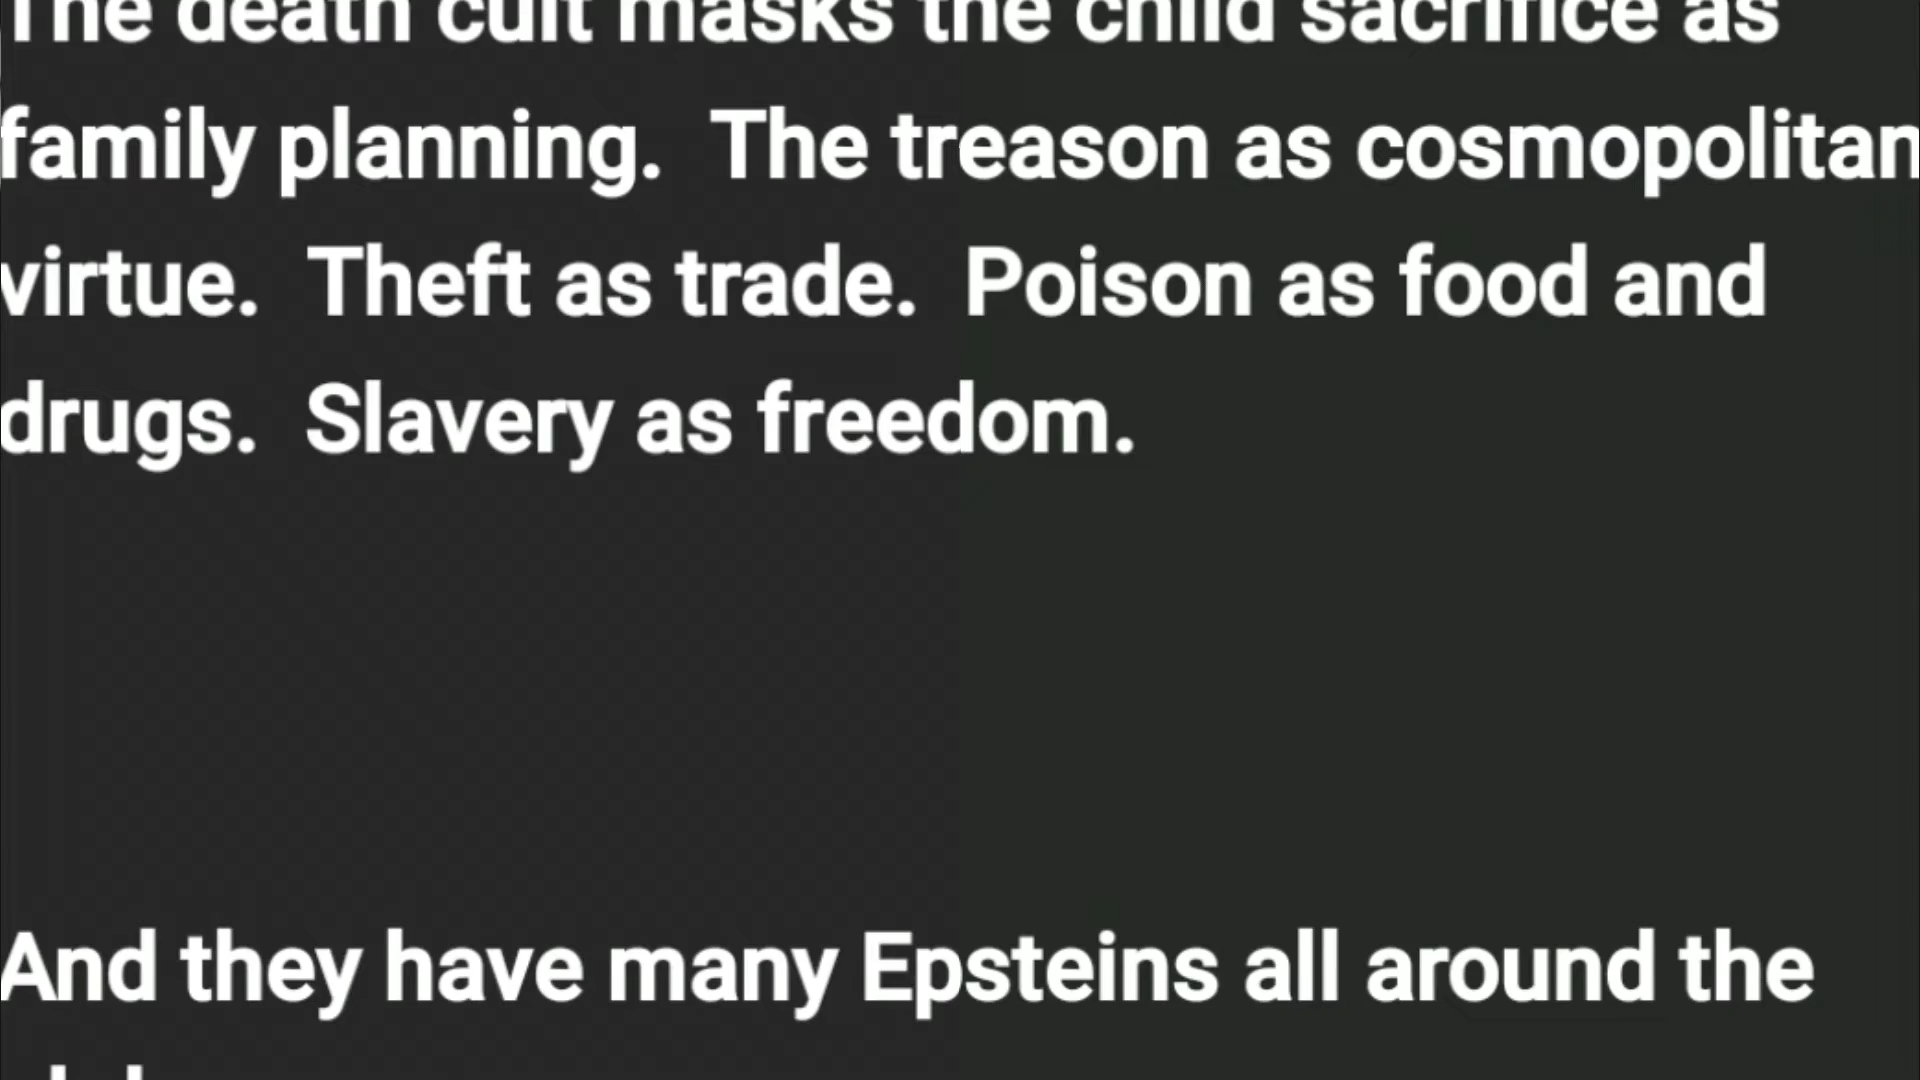 The death cult masks the child sacrifice as
family planning.  The treason as cosmopolitan
virtue.  Theft as trade.  Poison as food and
drugs.  Slavery as freedom.
And they have many Epsteins all around the